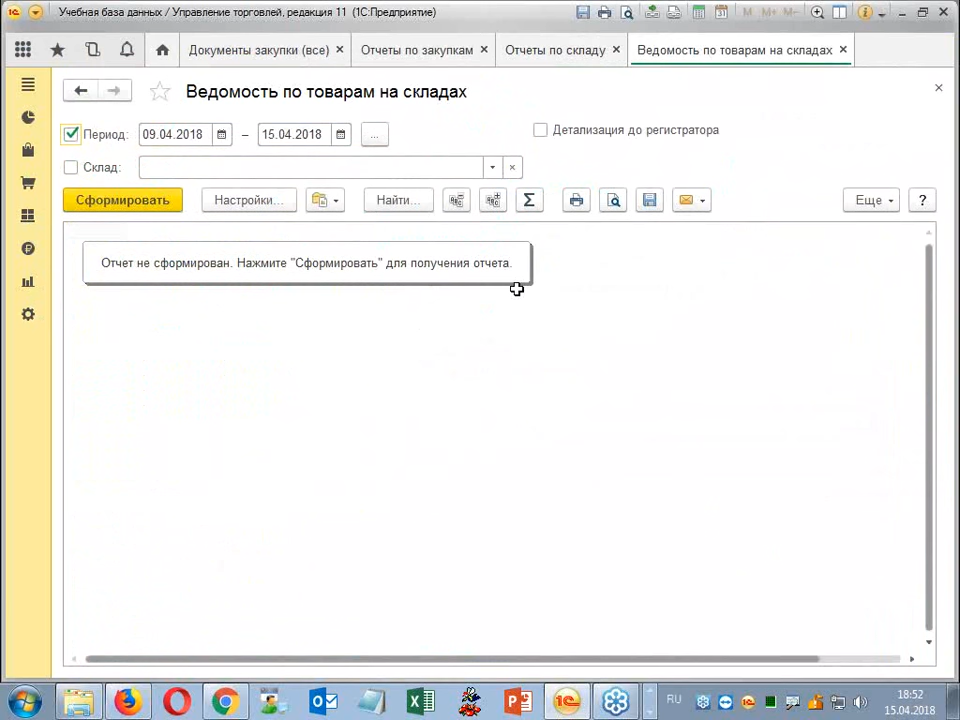 Учебная база данных / Управление торговлей, редакция 11 (1С:Предприятие)
M M+ M-
Документы закупки (все) × Отчеты по закупкам × Отчеты по складу × Ведомость по товарам на складах ×
Ведомость по товарам на складах
Период: 09.04.2018 – 15.04.2018 ... Детализация до регистратора
Склад:
Сформировать Настройки... Найти... Σ Еще ?
Отчет не сформирован. Нажмите "Сформировать" для получения отчета.
RU 18:52
15.04.2018